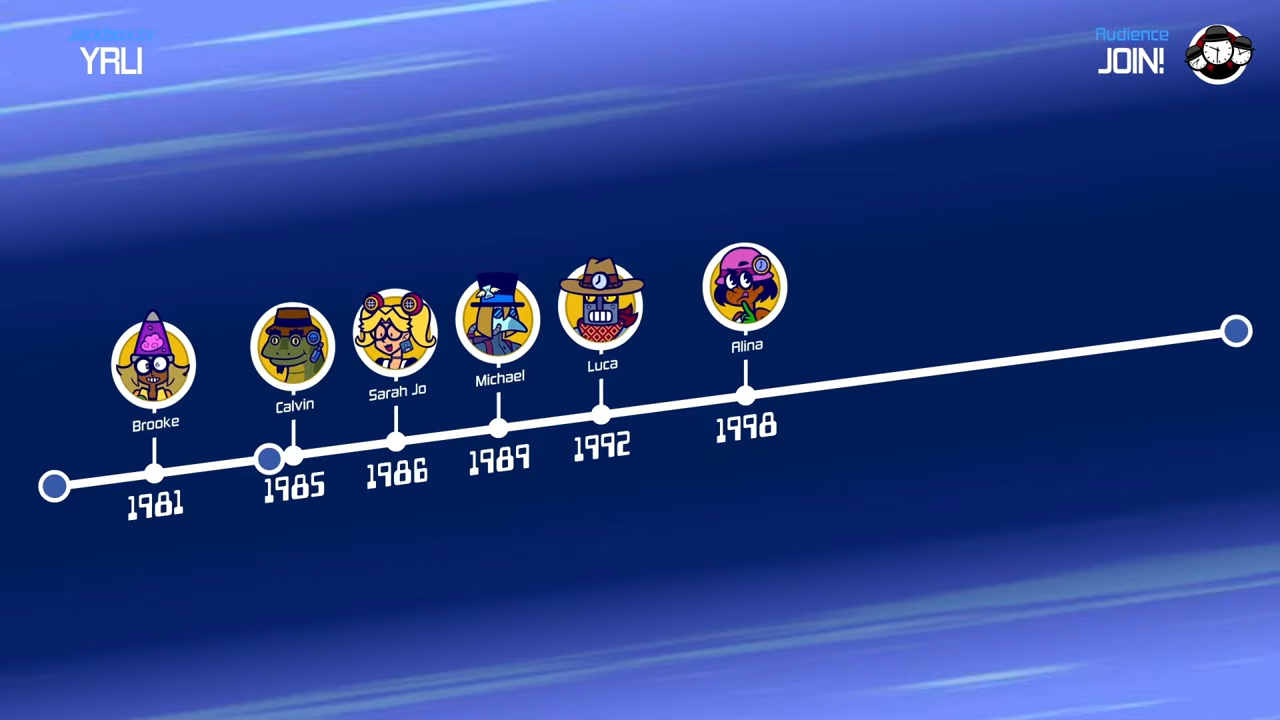 YRLI
Audience
JOIN!
Brooke
Calvin
Sarah Jo
Michael
Luca
Alina
1981
1985
1986
1989
1992
1998